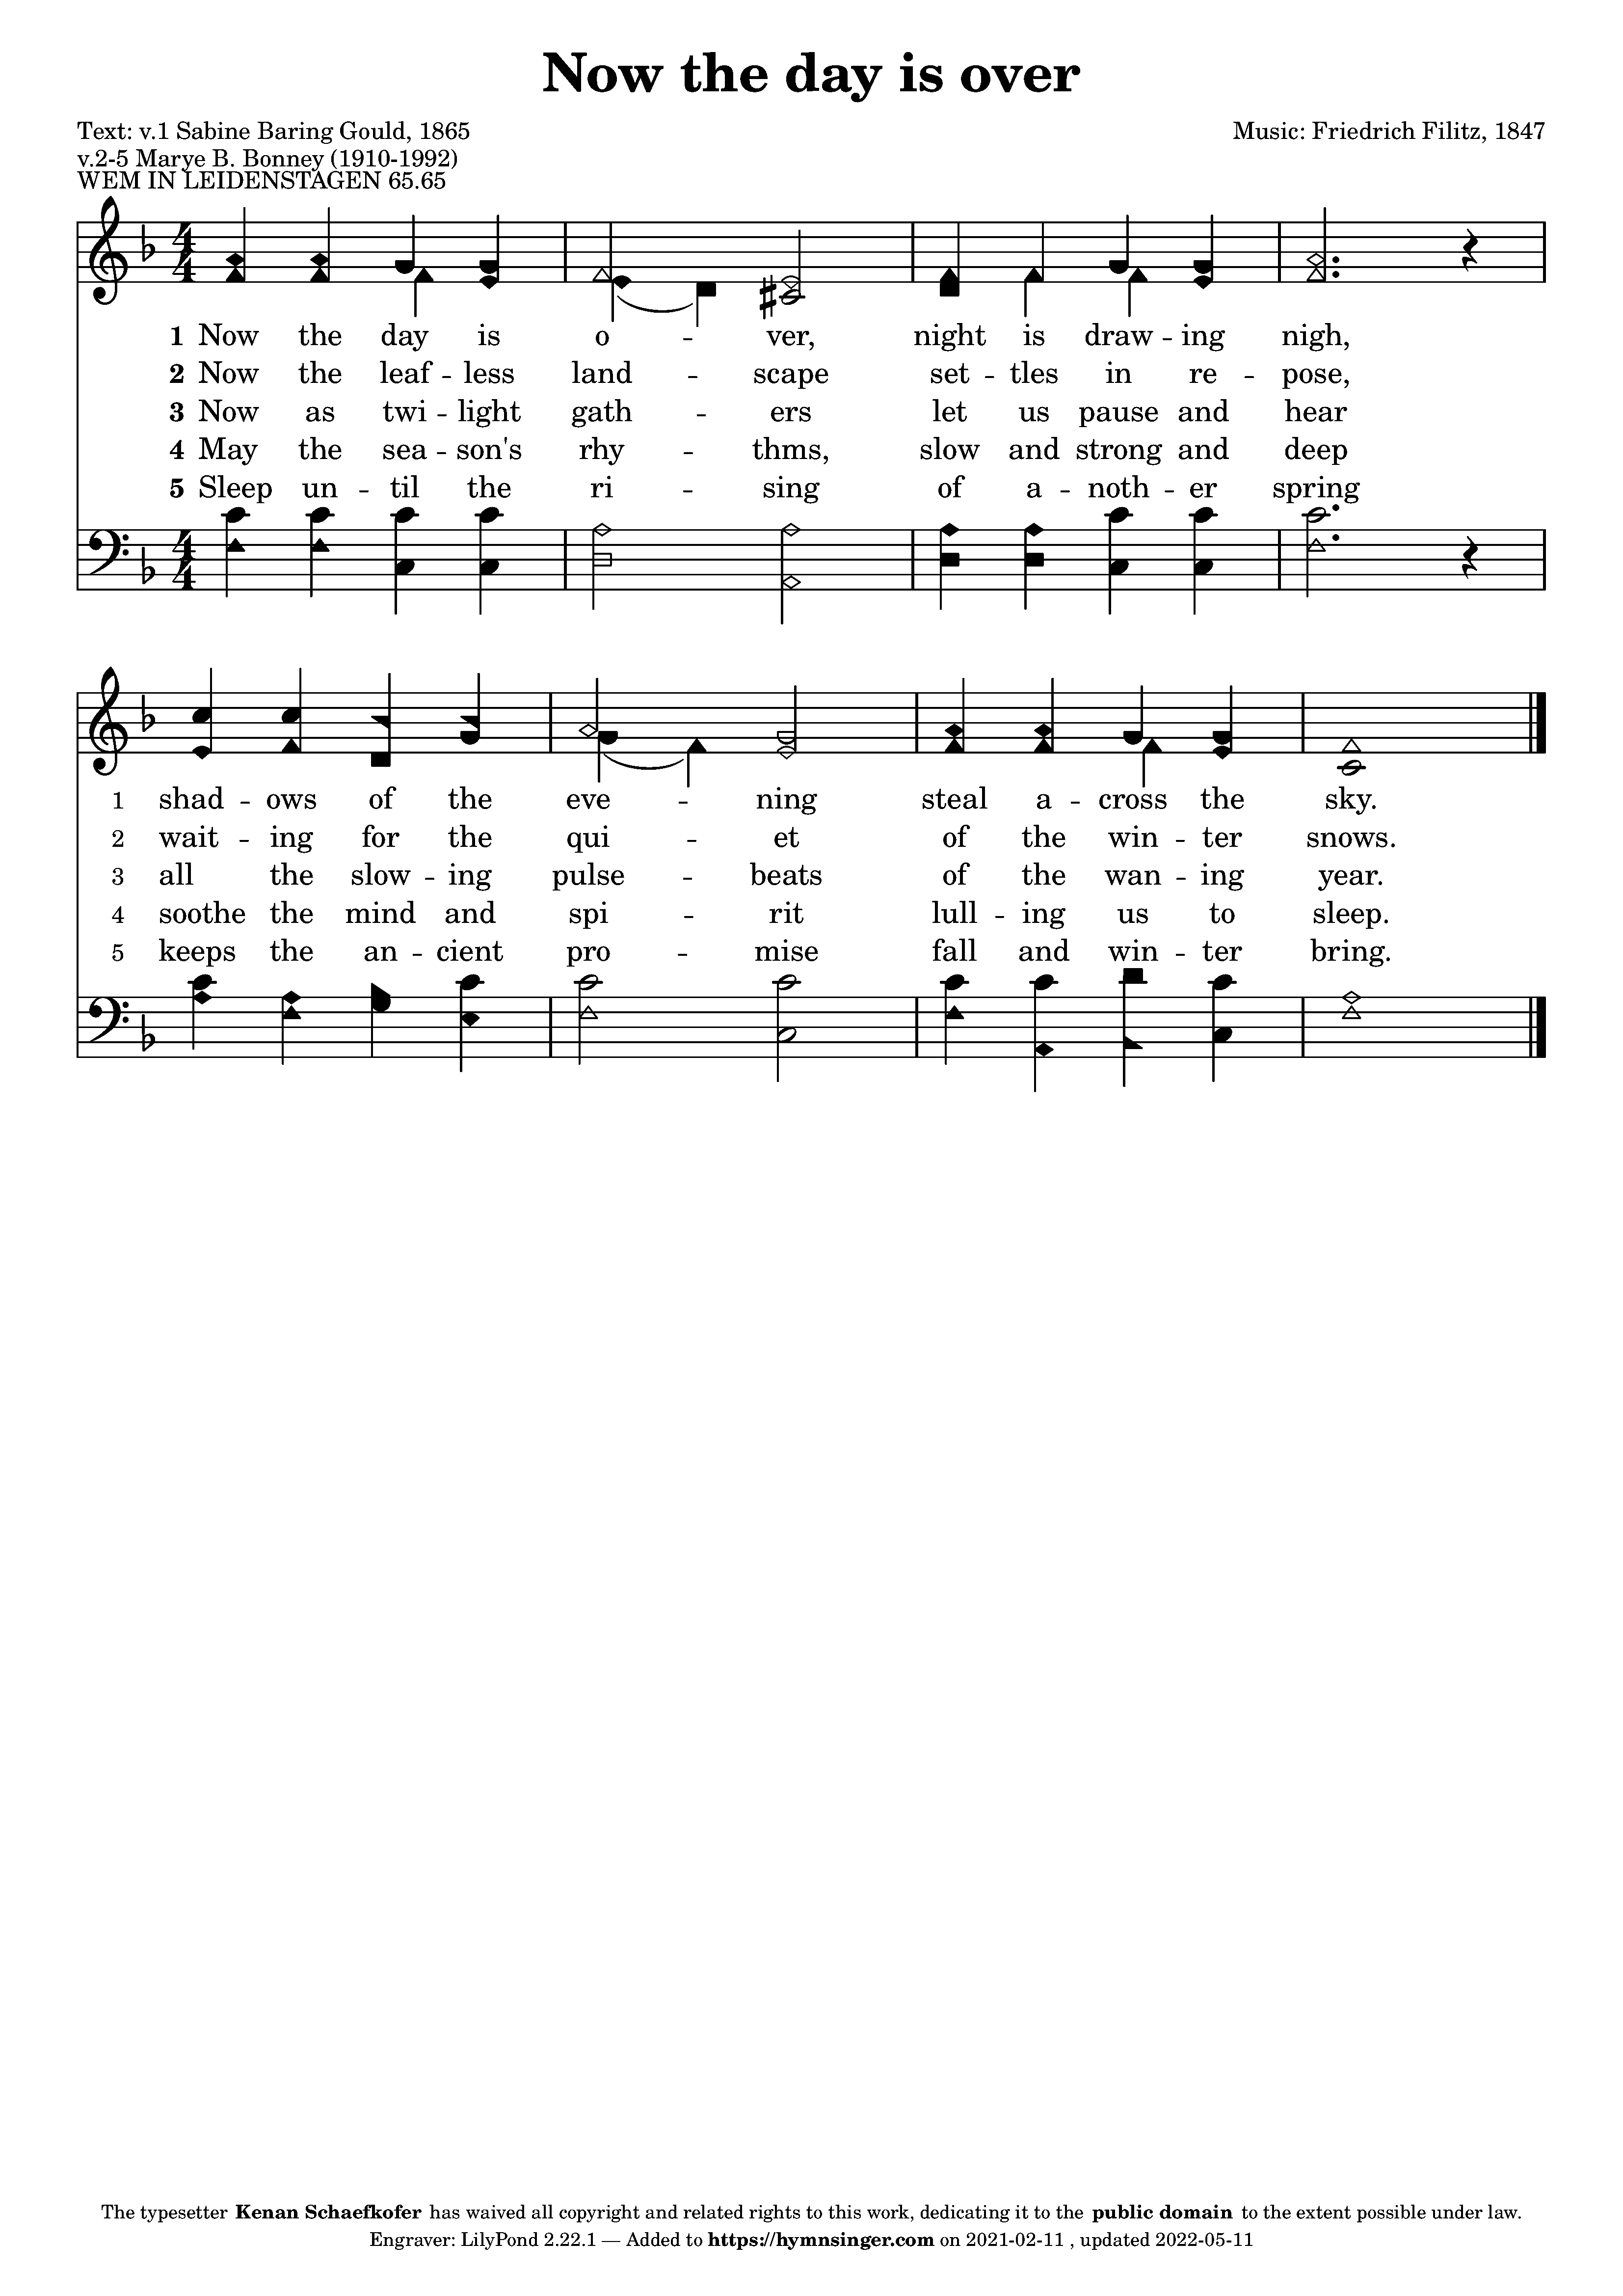 Now the day is over
Text: v.1 Sabine Baring Gould, 1865
Music: Friedrich Filitz, 1847
v.2-5 Marye B. Bonney (1910-1992)
WEM IN LEIDENSTAGEN 65.65
1 Now the day is o - ver, night is draw - ing nigh,
2 Now the leaf - less land - scape set - tles in re - pose,
3 Now as twi - light gath - ers let us pause and hear
4 May the sea - son's rhy - thms, slow and strong and deep
5 Sleep un - til the ri - sing of a - noth - er spring
1 shad - ows of the eve - ning steal a - cross the sky.
2 wait - ing for the qui - et of the win - ter snows.
3 all the slow - ing pulse - beats of the wan - ing year.
4 soothe the mind and spi - rit lull - ing us to sleep.
5 keeps the an - cient pro - mise fall and win - ter bring.
The typesetter Kenan Schaefkofer has waived all copyright and related rights to this work, dedicating it to the public domain to the extent possible under law.
Engraver: LilyPond 2.22.1 — Added to https://hymnsinger.com on 2021-02-11 , updated 2022-05-11